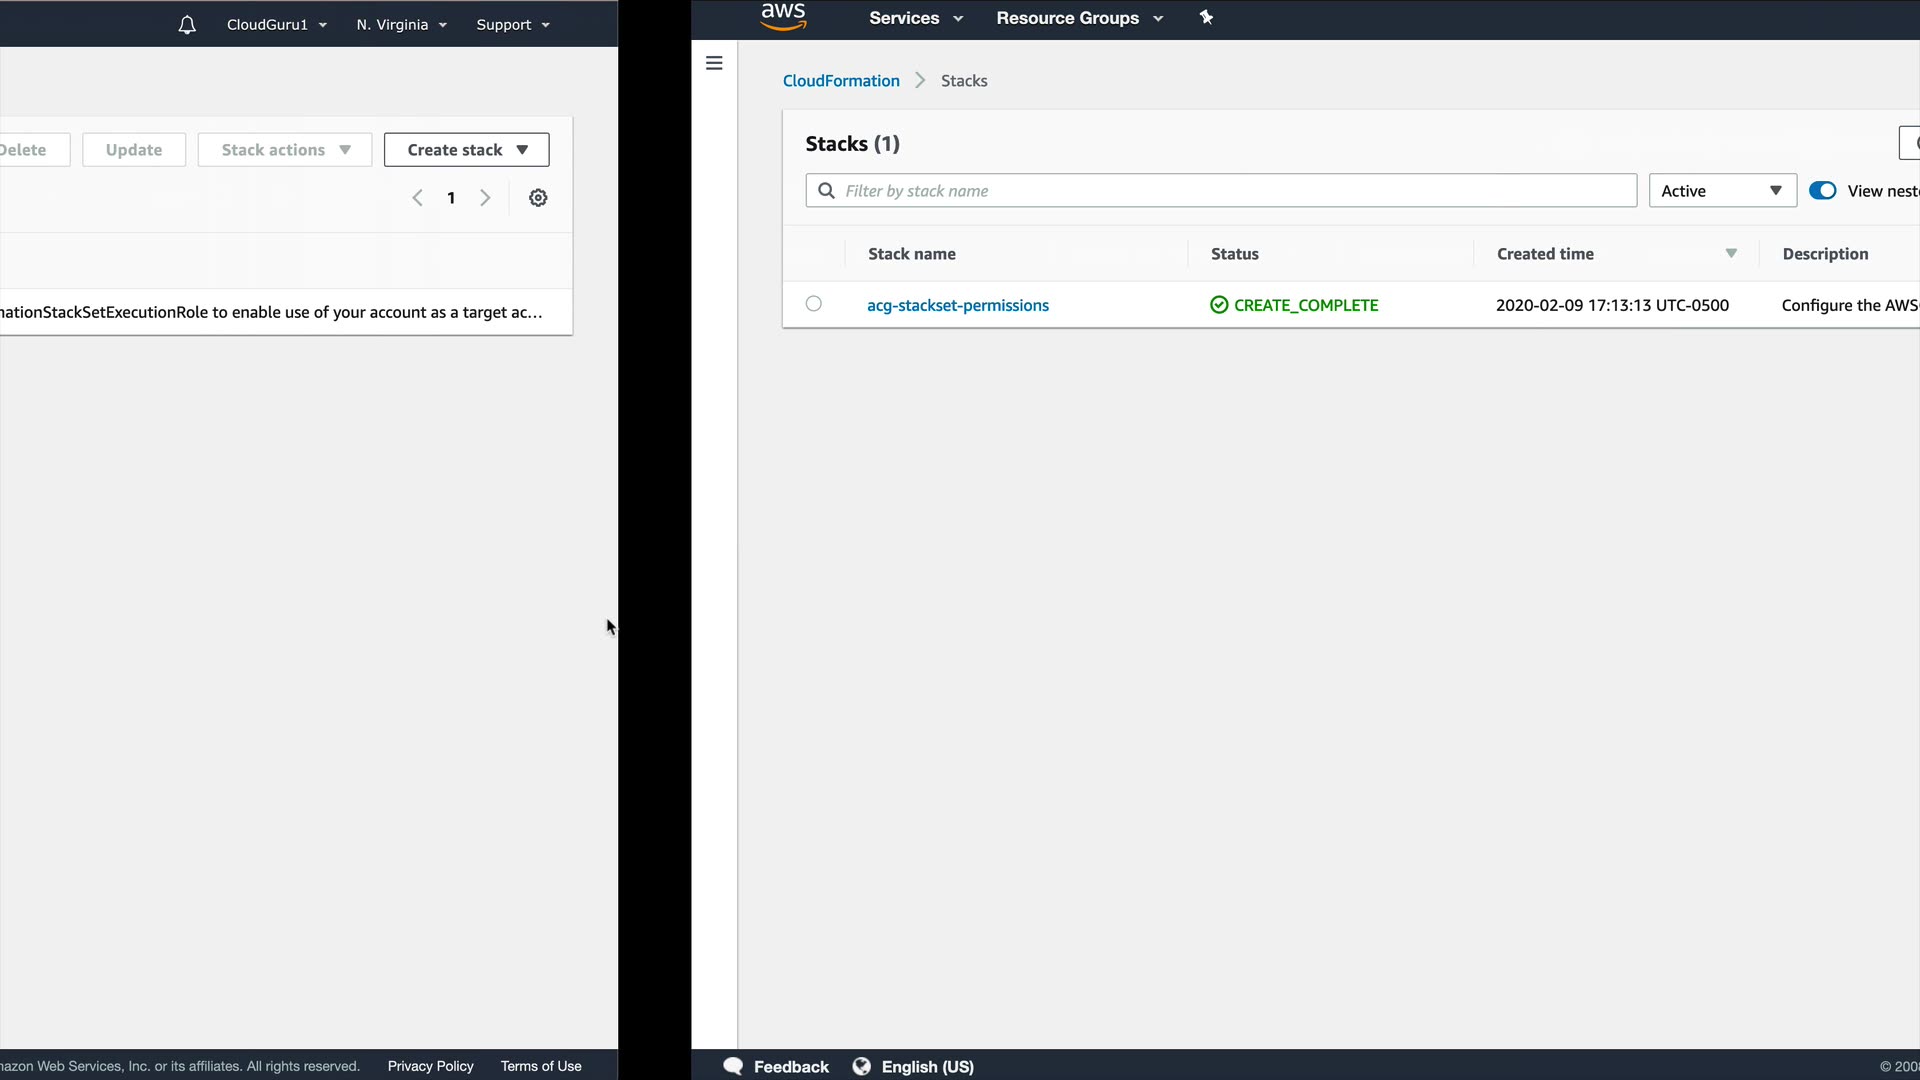 CloudGuru1
N. Virginia
Support
Delete
Update
Stack actions
Create stack
1
nationStackSetExecutionRole to enable use of your account as a target ac...
mazon Web Services, Inc. or its affiliates. All rights reserved.
Privacy Policy
Terms of Use
aws
Services
Resource Groups
CloudFormation
Stacks
Stacks (1)
Filter by stack name
Active
View neste
Stack name
Status
Created time
Description
acg-stackset-permissions
CREATE_COMPLETE
2020-02-09 17:13:13 UTC-0500
Configure the AWS
Feedback
English (US)
© 200